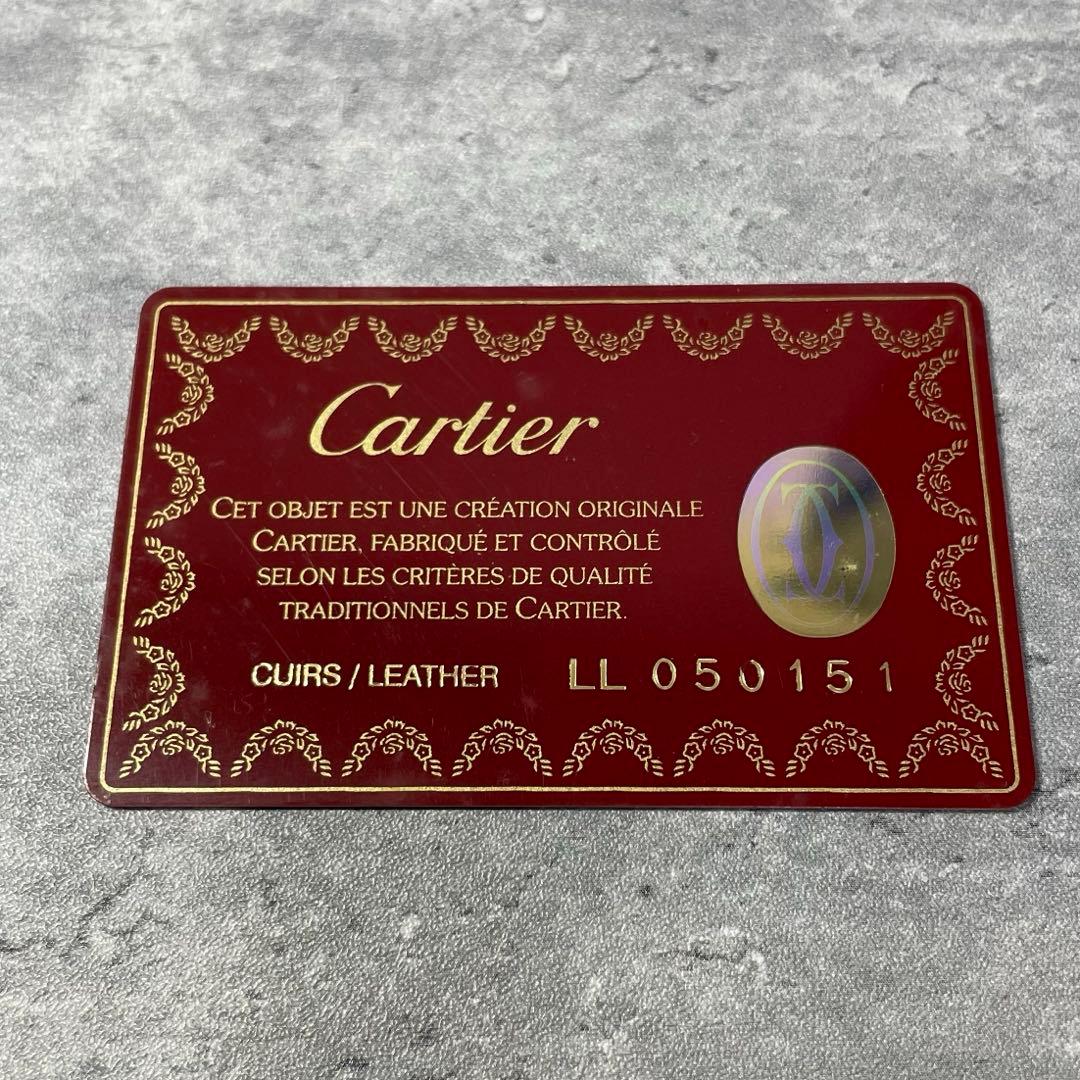 Cartier
CET OBJET EST UNE CRÉATION ORIGINALE
CARTIER, FABRIQUÉ ET CONTRÔLÉ
SELON LES CRITÈRES DE QUALITÉ
TRADITIONNELS DE CARTIER.
CUIRS / LEATHER LL 050151